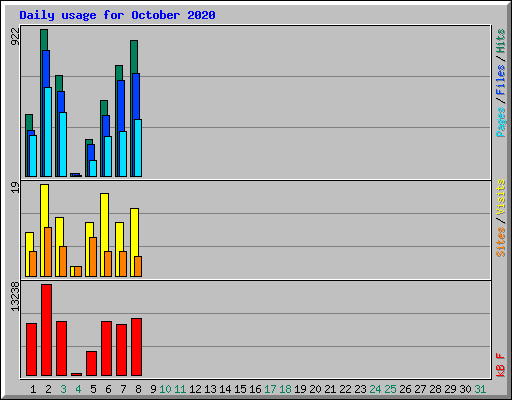 Daily usage for October 2020
922
Pages/Files/Hits
19
Sites/Visits
13238
kB F
1 2 3 4 5 6 7 8 9 10 11 12 13 14 15 16 17 18 19 20 21 22 23 24 25 26 27 28 29 30 31